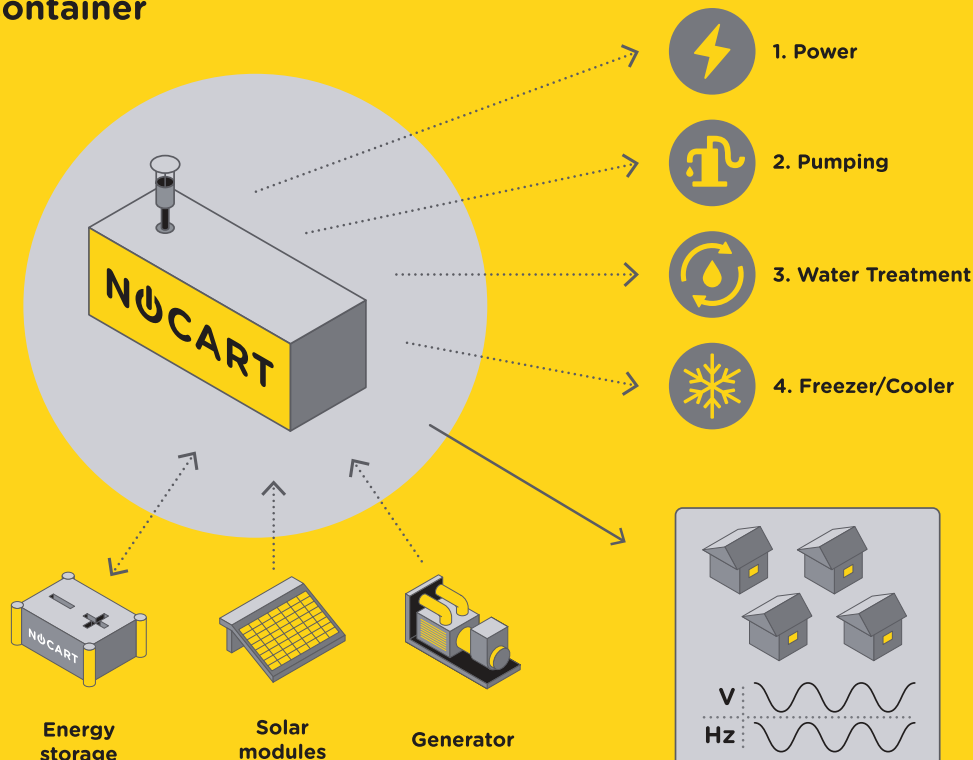 ontainer
1. Power
2. Pumping
NOCART
3. Water Treatment
4. Freezer/Cooler
NOCART
V
Hz
Energy
storage
Solar
modules
Generator